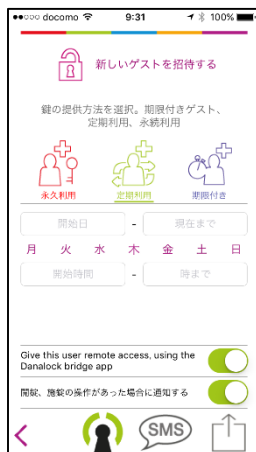 docomo 9:31 100%
新しいゲストを招待する
鍵の提供方法を選択。期限付きゲスト、
定期利用、永続利用
永久利用 定期利用 期限付き
開始日 - 現在まで
月 火 水 木 金 土 日
開始時間 - 時まで
Give this user remote access, using the
Danalock bridge app
開錠、施錠の操作があった場合に通知する
SMS